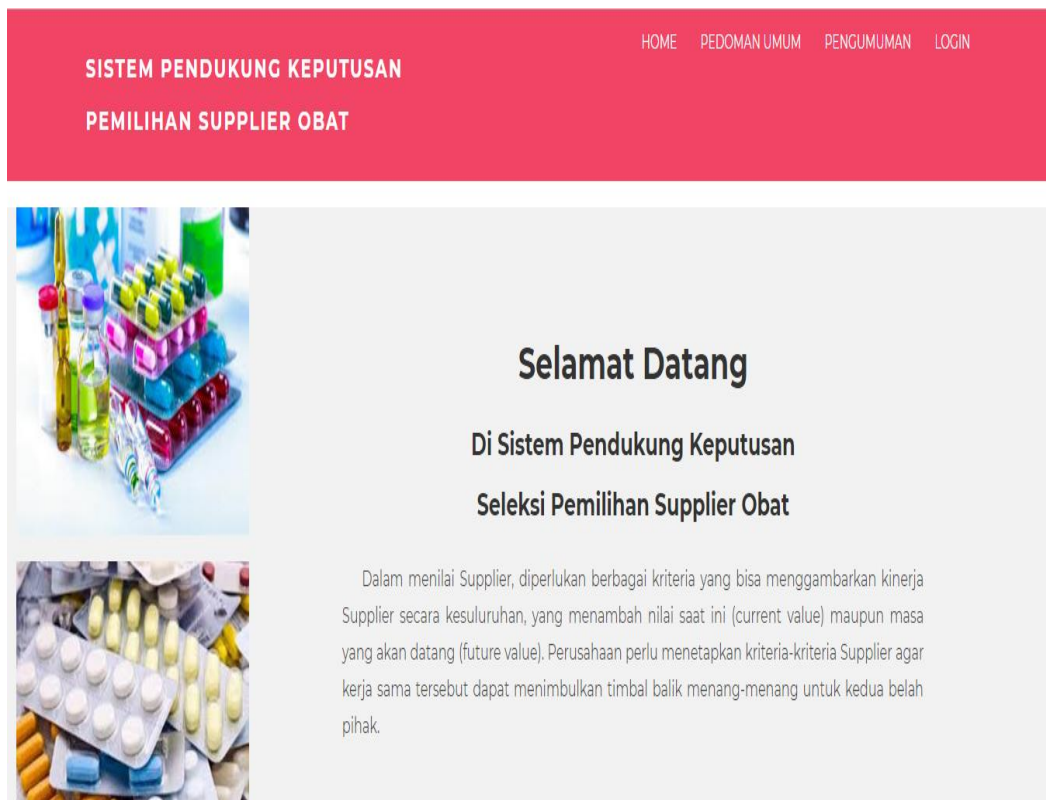 HOME PEDOMAN UMUM PENGUMUMAN LOGIN
SISTEM PENDUKUNG KEPUTUSAN
PEMILIHAN SUPPLIER OBAT
Selamat Datang
Di Sistem Pendukung Keputusan
Seleksi Pemilihan Supplier Obat
Dalam menilai Supplier, diperlukan berbagai kriteria yang bisa menggambarkan kinerja
Supplier secara kesuluruhan, yang menambah nilai saat ini (current value) maupun masa
yang akan datang (future value). Perusahaan perlu menetapkan kriteria-kriteria Supplier agar
kerja sama tersebut dapat menimbulkan timbal balik menang-menang untuk kedua belah
pihak.